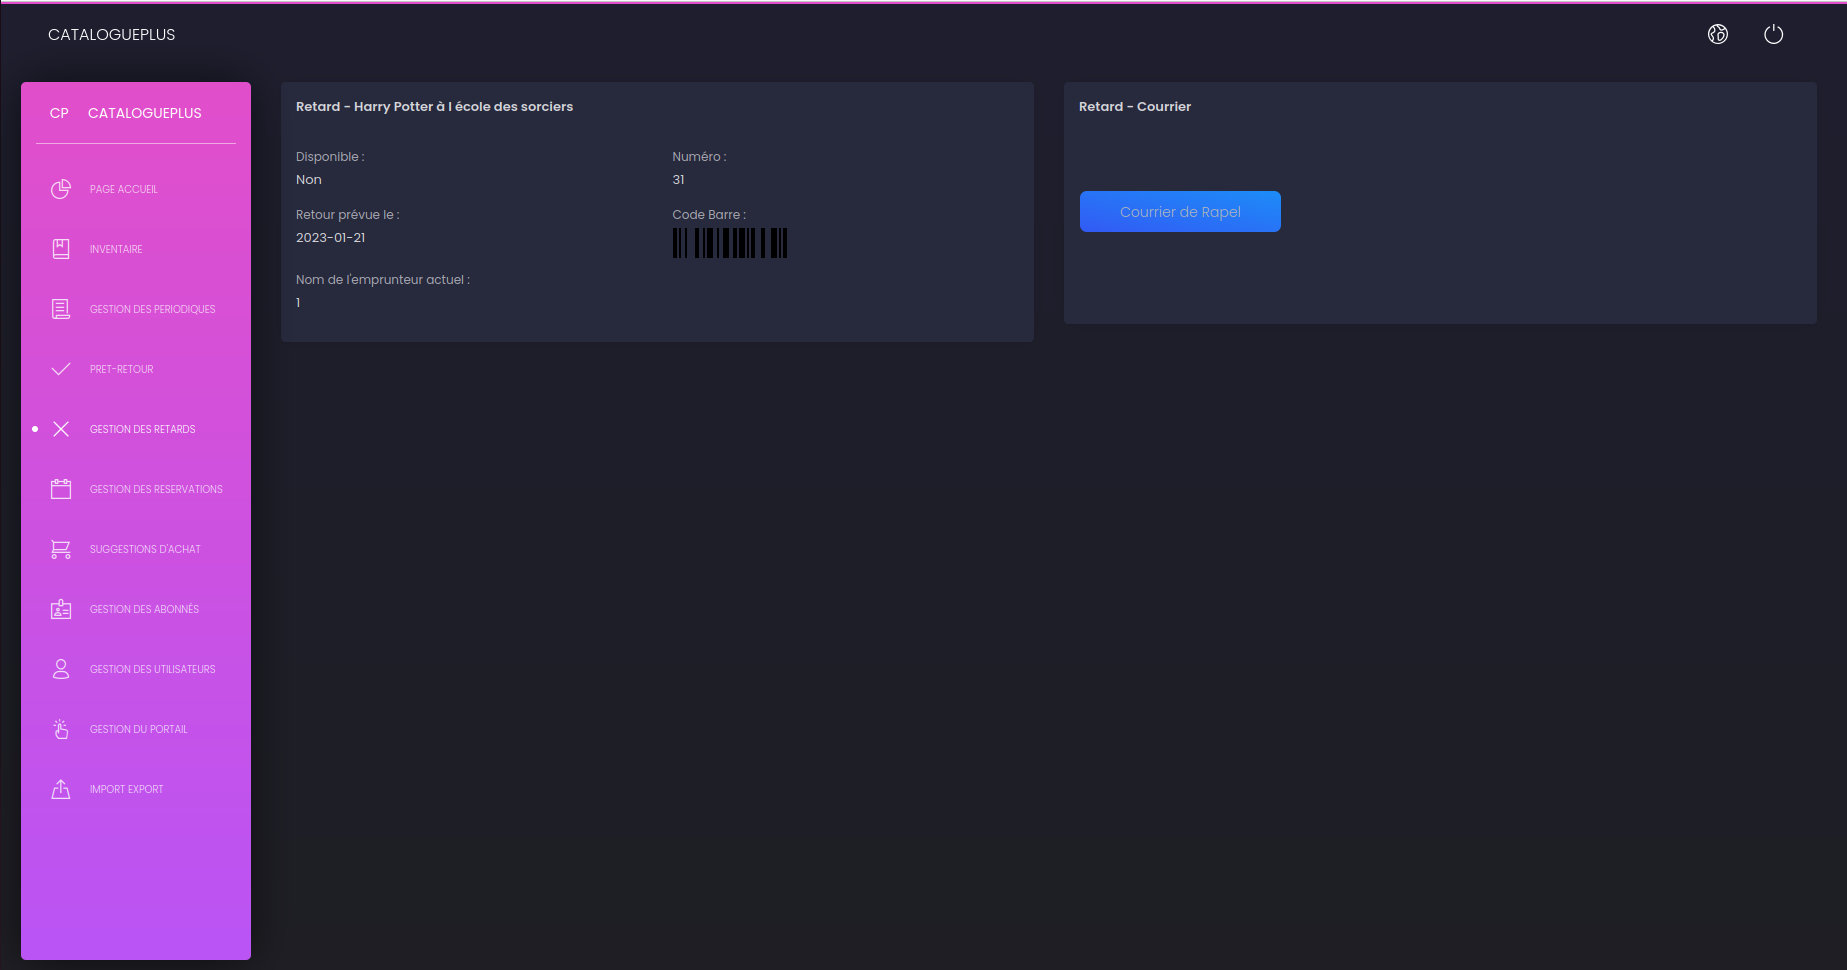 CATALOGUEPLUS
CP CATALOGUEPLUS
PAGE ACCUEIL
INVENTAIRE
GESTION DES PERIODIQUES
PRET-RETOUR
GESTION DES RETARDS
GESTION DES RESERVATIONS
SUGGESTIONS D'ACHAT
GESTION DES ABONNÉS
GESTION DES UTILISATEURS
GESTION DU PORTAIL
IMPORT EXPORT
Retard - Harry Potter à l école des sorciers
Disponible :
Non
Numéro :
31
Retour prévue le :
2023-01-21
Code Barre :
Nom de l'emprunteur actuel :
1
Retard - Courrier
Courrier de Rapel